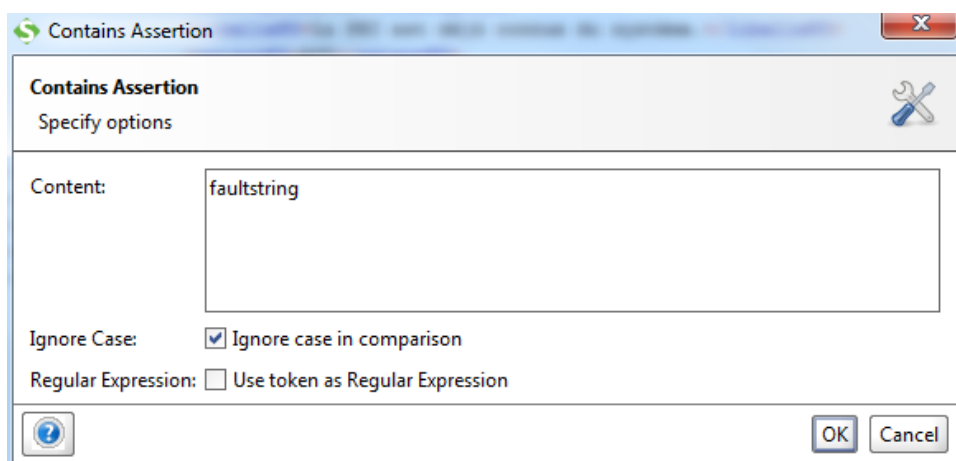 Contains Assertion
Contains Assertion
Specify options
Content:
faultstring
Ignore Case: Ignore case in comparison
Regular Expression: Use token as Regular Expression
OK Cancel